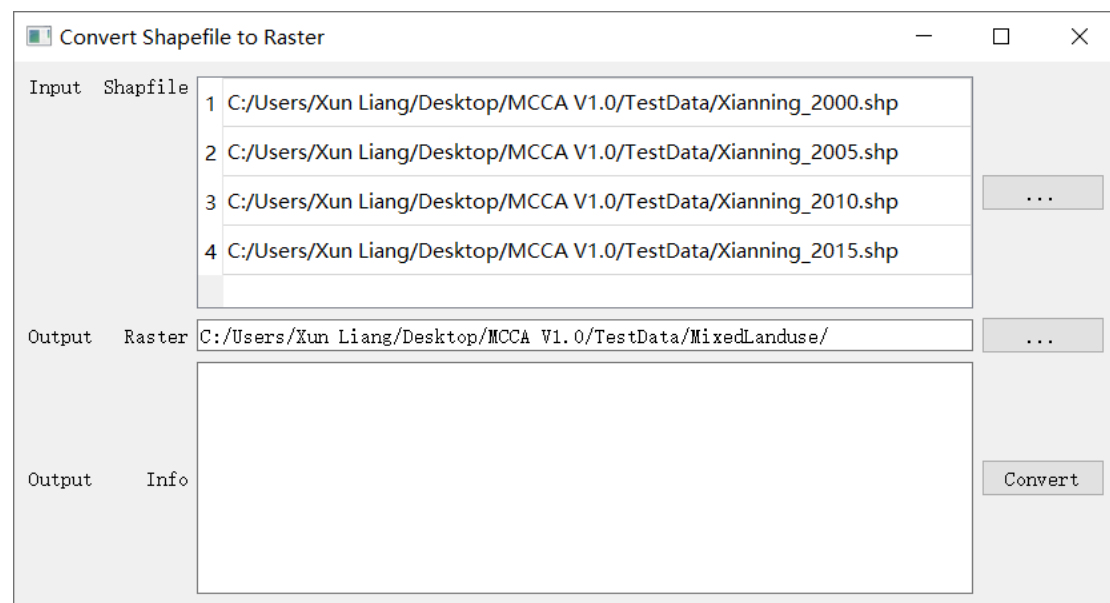 Convert Shapefile to Raster
Input Shapfile
1 C:/Users/Xun Liang/Desktop/MCCA V1.0/TestData/Xianning_2000.shp
2 C:/Users/Xun Liang/Desktop/MCCA V1.0/TestData/Xianning_2005.shp
3 C:/Users/Xun Liang/Desktop/MCCA V1.0/TestData/Xianning_2010.shp
...
4 C:/Users/Xun Liang/Desktop/MCCA V1.0/TestData/Xianning_2015.shp
Output Raster C:/Users/Xun Liang/Desktop/MCCA V1.0/TestData/MixedLanduse/ ...
Output Info Convert